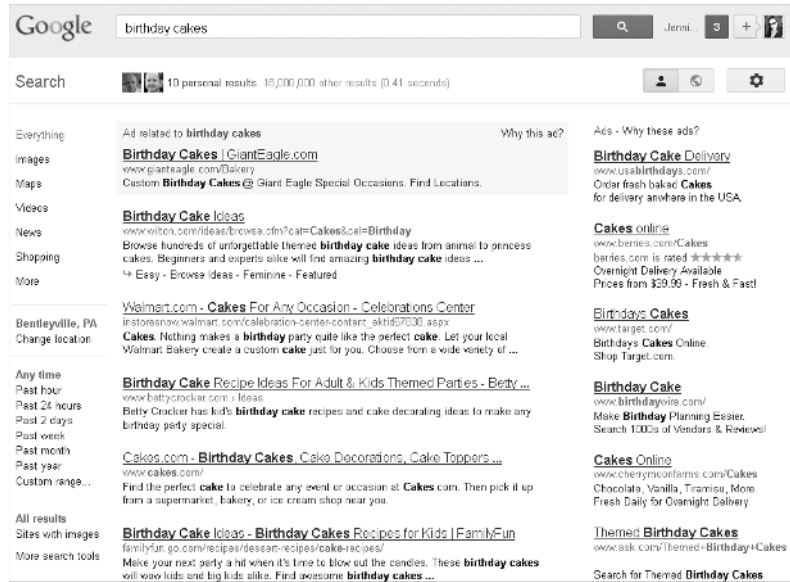 Google
birthday cakes
Jenni... 3 +
Search
10 personal results. 16,000,000 other results (0.41 seconds)
Everything
Images
Maps
Videos
News
Shopping
More
Bentleyville, PA
Change location
Any time
Past hour
Past 24 hours
Past 2 days
Past week
Past month
Past year
Custom range...
All results
Sites with images
More search tools
Ad related to birthday cakes
Why this ad?
Birthday Cakes | GiantEagle.com
www.gianteagle.com/Bakery
Custom Birthday Cakes @ Giant Eagle Special Occasions. Find Locations.
Birthday Cake Ideas
www.wilton.com/ideas/browse.cfm?cat=Cakes&cel=Birthday
Browse hundreds of unforgettable themed birthday cake ideas from animal to princess
cakes. Beginners and experts alike will find amazing birthday cake ideas ...
↳ Easy - Browse Ideas - Feminine - Featured
Walmart.com - Cakes For Any Occasion - Celebrations Center
instoresnow.walmart.com/celebration-center-content_ektid57838.aspx
Cakes. Nothing makes a birthday party quite like the perfect cake. Let your local
Walmart Bakery create a custom cake just for you. Choose from a wide variety of ...
Birthday Cake Recipe Ideas For Adult & Kids Themed Parties - Betty ...
www.bettycrocker.com › Ideas
Betty Crocker has kid's birthday cake recipes and cake decorating ideas to make any
birthday party special.
Cakes.com - Birthday Cakes, Cake Decorations, Cake Toppers ...
www.cakes.com/
Find the perfect cake to celebrate any event or occasion at Cakes.com. Then pick it up
from a supermarket, bakery, or ice cream shop near you.
Birthday Cake Ideas - Birthday Cakes Recipes for Kids | FamilyFun
familyfun.go.com/recipes/dessert-recipes/cake-recipes/
Make your next party a hit when it's time to blow out the candles. These birthday cakes
will wow kids and big kids alike. Find awesome birthday cakes ...
Ads - Why these ads?
Birthday Cake Delivery
www.usabirthdays.com/
Order fresh baked Cakes
for delivery anywhere in the USA.
Cakes online
www.berries.com/Cakes
berries.com is rated ★★★★★
Overnight Delivery Available
Prices from $39.99 - Fresh & Fast!
Birthdays Cakes
www.target.com/
Birthdays Cakes Online.
Shop Target.com.
Birthday Cake
www.birthdaywire.com/
Make Birthday Planning Easier.
Search 1000s of Vendors & Reviews!
Cakes Online
www.cherrymoonfarms.com/Cakes
Chocolate, Vanilla, Tiramisu, More.
Fresh Daily for Overnight Delivery.
Themed Birthday Cakes
www.ask.com/Themed+Birthday+Cakes
Search for Themed Birthday Cakes